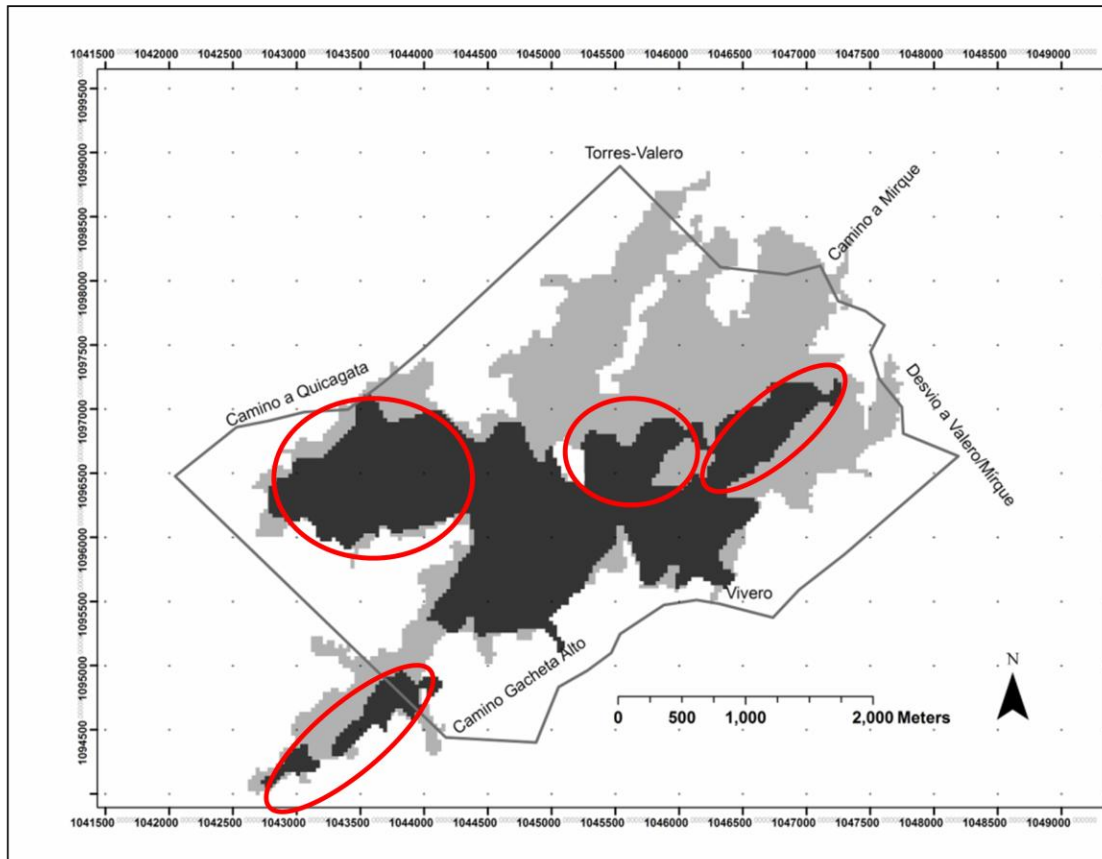 1041500 1042000 1042500 1043000 1043500 1044000 1044500 1045000 1045500 1046000 1046500 1047000 1047500 1048000 1048500 1049000
1099500
1099000
1098500
1098000
1097500
1097000
1096500
1096000
1095500
1095000
1094500
Torres-Valero
Camino a Mirque
Camino a Quicagata
Desvio a Valero/Mirque
Vivero
Camino Gacheta Alto
N
0 500 1,000 2,000 Meters
1041500 1042000 1042500 1043000 1043500 1044000 1044500 1045000 1045500 1046000 1046500 1047000 1047500 1048000 1048500 1049000